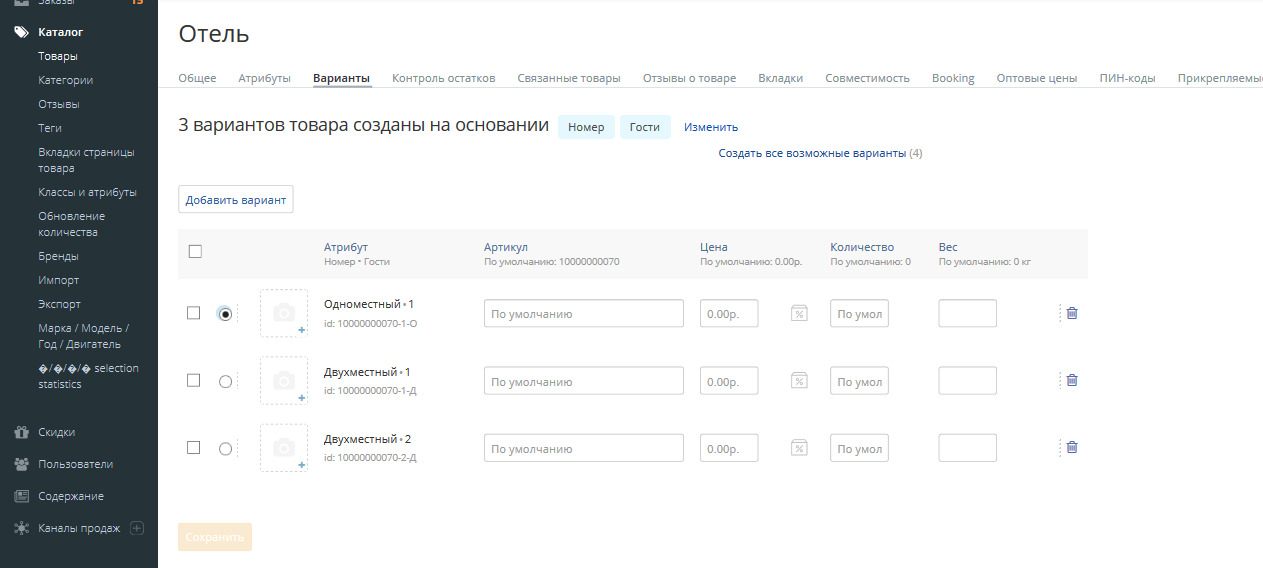 Заказы
15
Каталог
Товары
Категории
Отзывы
Теги
Вкладки страницы
товара
Классы и атрибуты
Обновление
количества
Бренды
Импорт
Экспорт
Марка / Модель /
Год / Двигатель
�/�/�/� selection
statistics
Скидки
Пользователи
Содержание
Каналы продаж
Отель
Общее Атрибуты Варианты Контроль остатков Связанные товары Отзывы о товаре Вкладки Совместимость Booking Оптовые цены ПИН-коды Прикрепляемые
3 вариантов товара созданы на основании Номер Гости Изменить
Создать все возможные варианты (4)
Добавить вариант
Атрибут Артикул Цена Количество Вес
Номер • Гости По умолчанию: 10000000070 По умолчанию: 0.00р. По умолчанию: 0 По умолчанию: 0 кг
Одноместный • 1 По умолчанию 0.00р. По умол
id: 10000000070-1-О
Двухместный • 1 По умолчанию 0.00р. По умол
id: 10000000070-1-Д
Двухместный • 2 По умолчанию 0.00р. По умол
id: 10000000070-2-Д
Сохранить